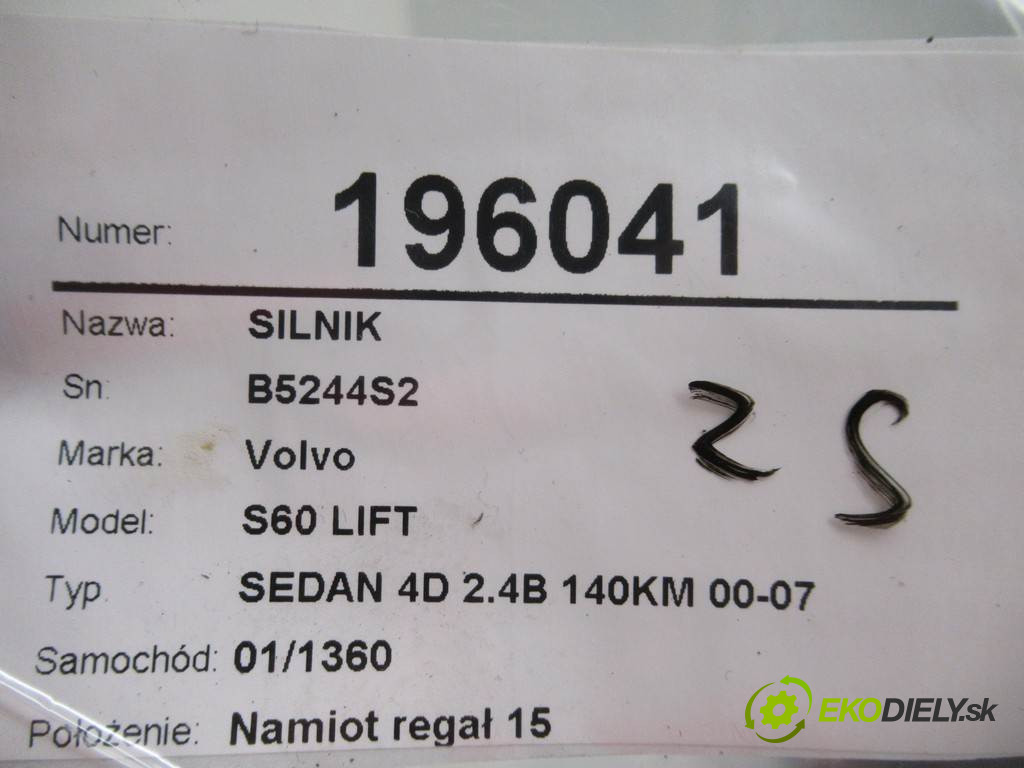 Numer: 196041
Nazwa: SILNIK
Sn: B5244S2
Marka: Volvo
Model: S60 LIFT
Typ. SEDAN 4D 2.4B 140KM 00-07
Samochód: 01/1360
Położenie: Namiot regał 15
ZS
EKODIELY.sk